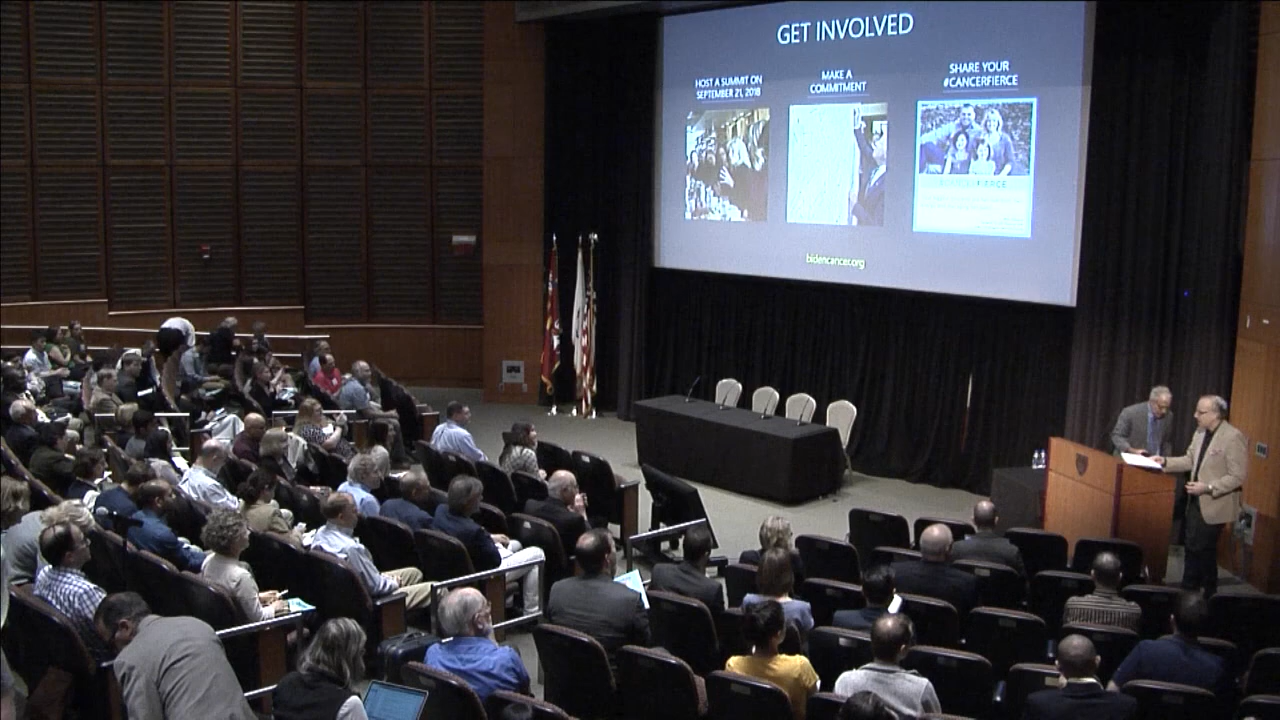 GET INVOLVED
HOST A SUMMIT ON
SEPTEMBER 21, 2018
MAKE A
COMMITMENT
SHARE YOUR
#CANCERFIERCE
bidencancer.org